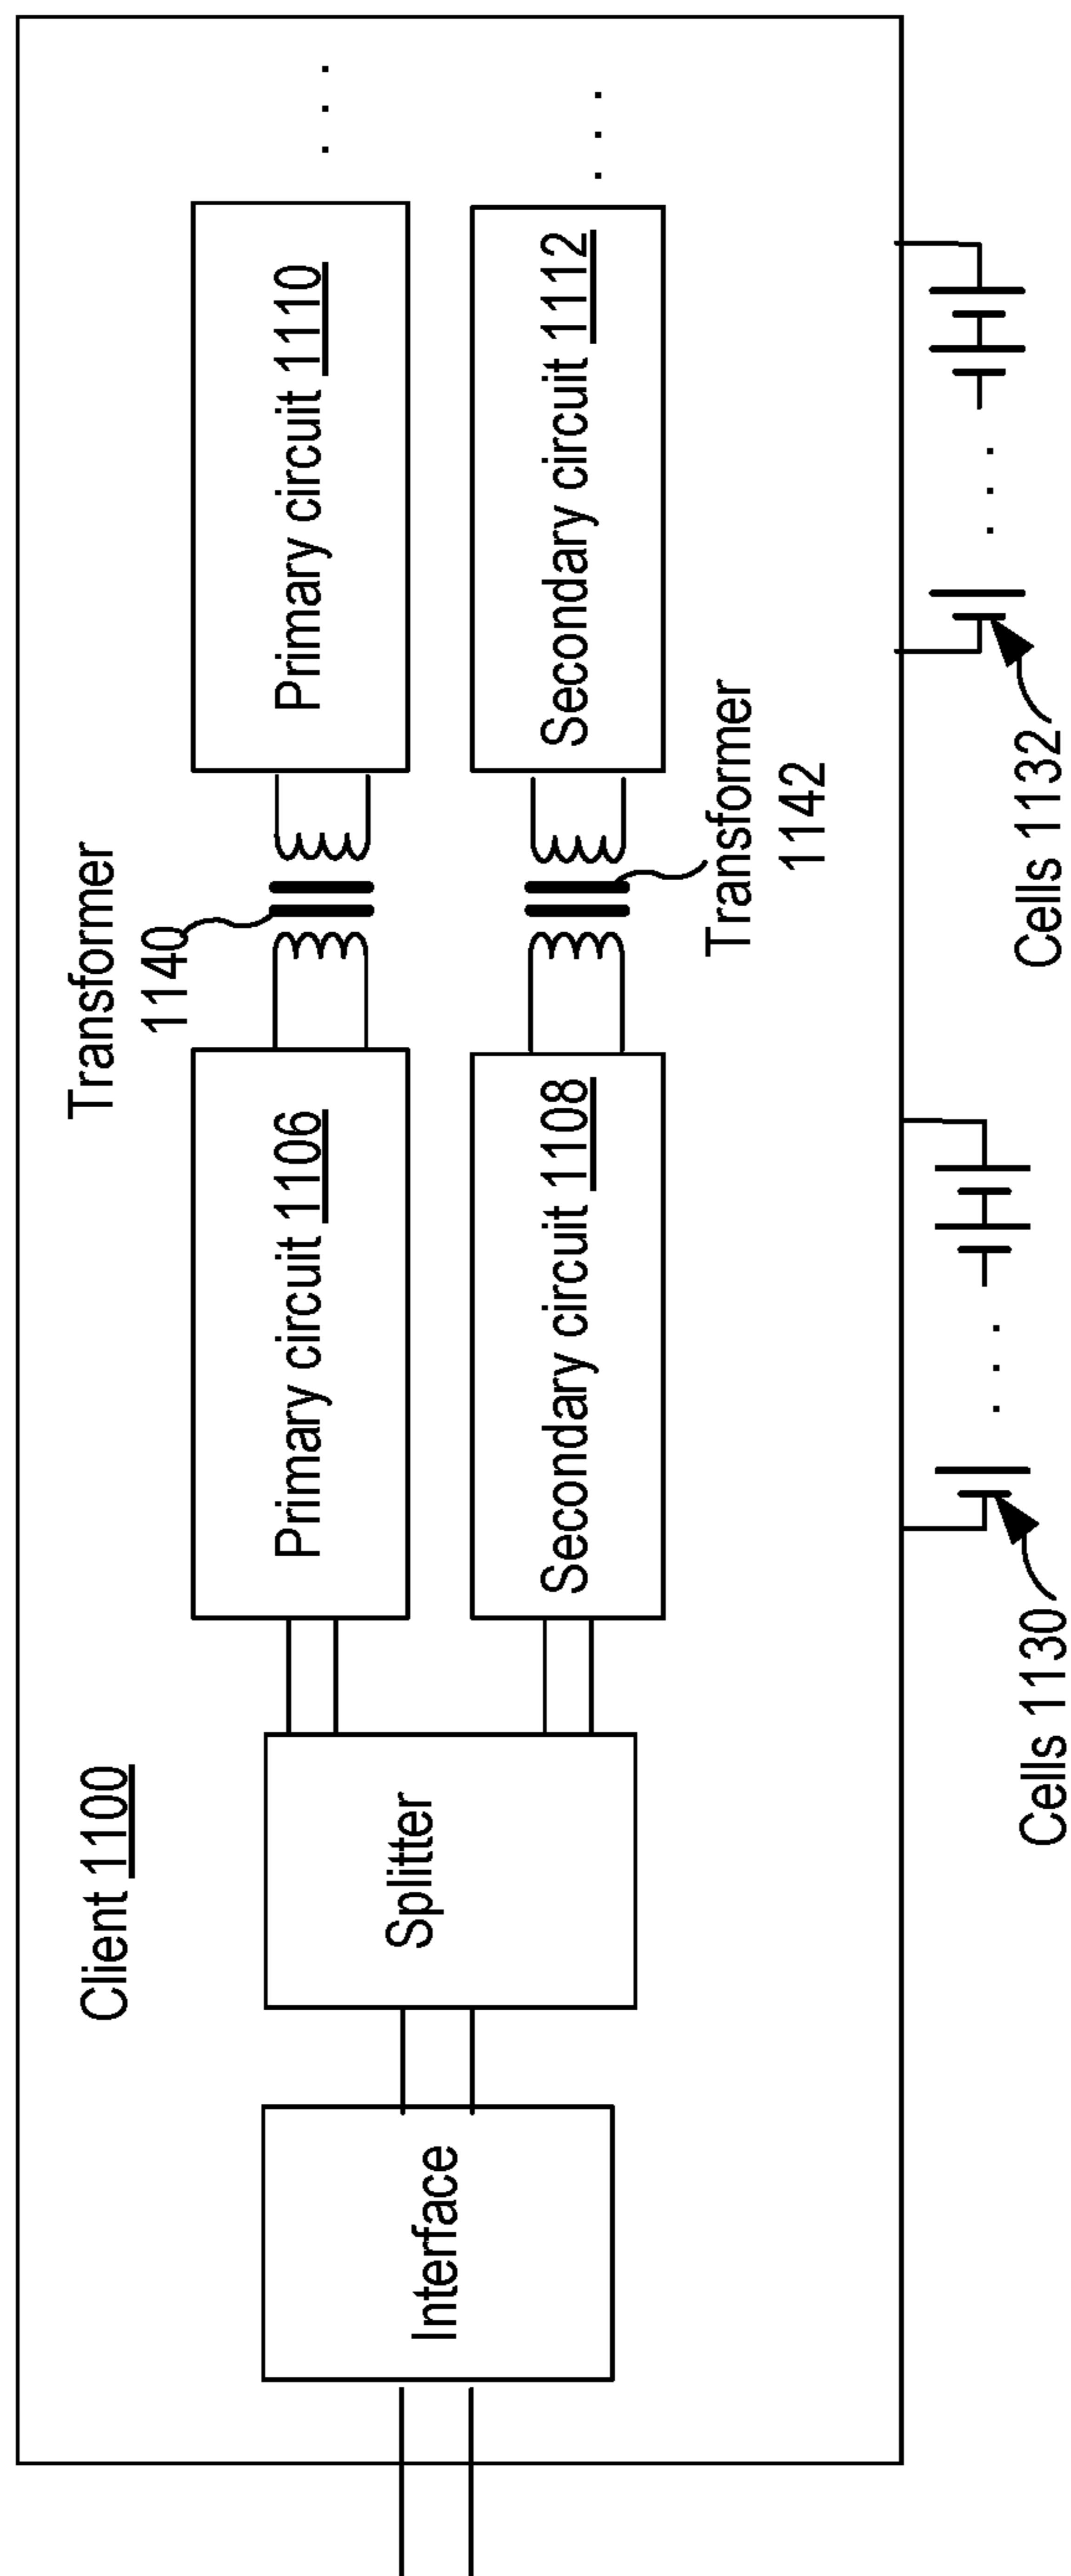 Client 1100
Transformer
1140
Interface
Splitter
Primary circuit 1106
Primary circuit 1110
Secondary circuit 1108
Secondary circuit 1112
Transformer
1142
Cells 1130
Cells 1132